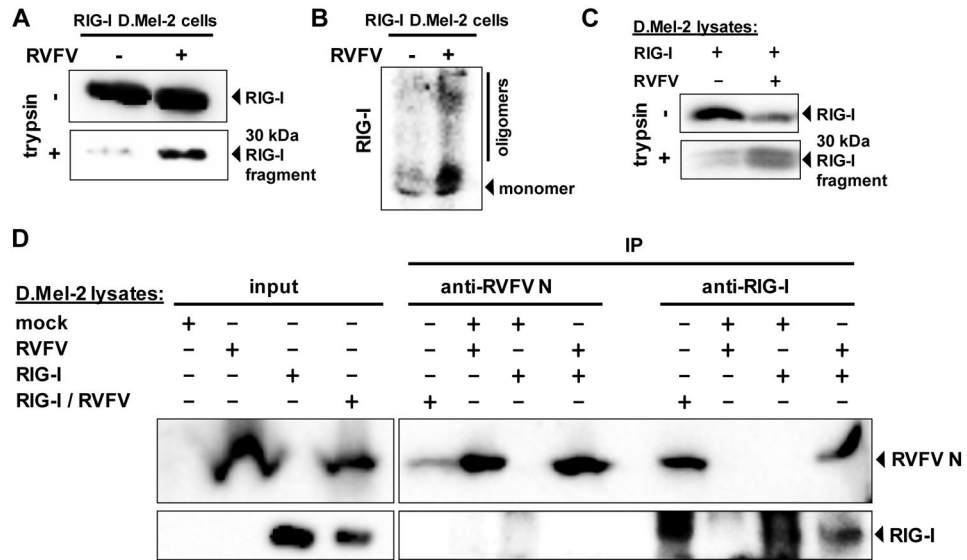 A
RIG-I D.Mel-2 cells
RVFV - +
trypsin
-
RIG-I
+
30 kDa
RIG-I
fragment
B
RIG-I D.Mel-2 cells
RVFV - +
RIG-I
oligomers
monomer
C
D.Mel-2 lysates:
RIG-I + +
RVFV – +
trypsin
-
RIG-I
+
30 kDa
RIG-I
fragment
D
IP
D.Mel-2 lysates:
input
anti-RVFV N
anti-RIG-I
mock + – – – – + + – – + + –
RVFV – + – – – + – + – + – +
RIG-I – – + – – – + + – – + +
RIG-I / RVFV – – – + + – – – + – – –
RVFV N
RIG-I